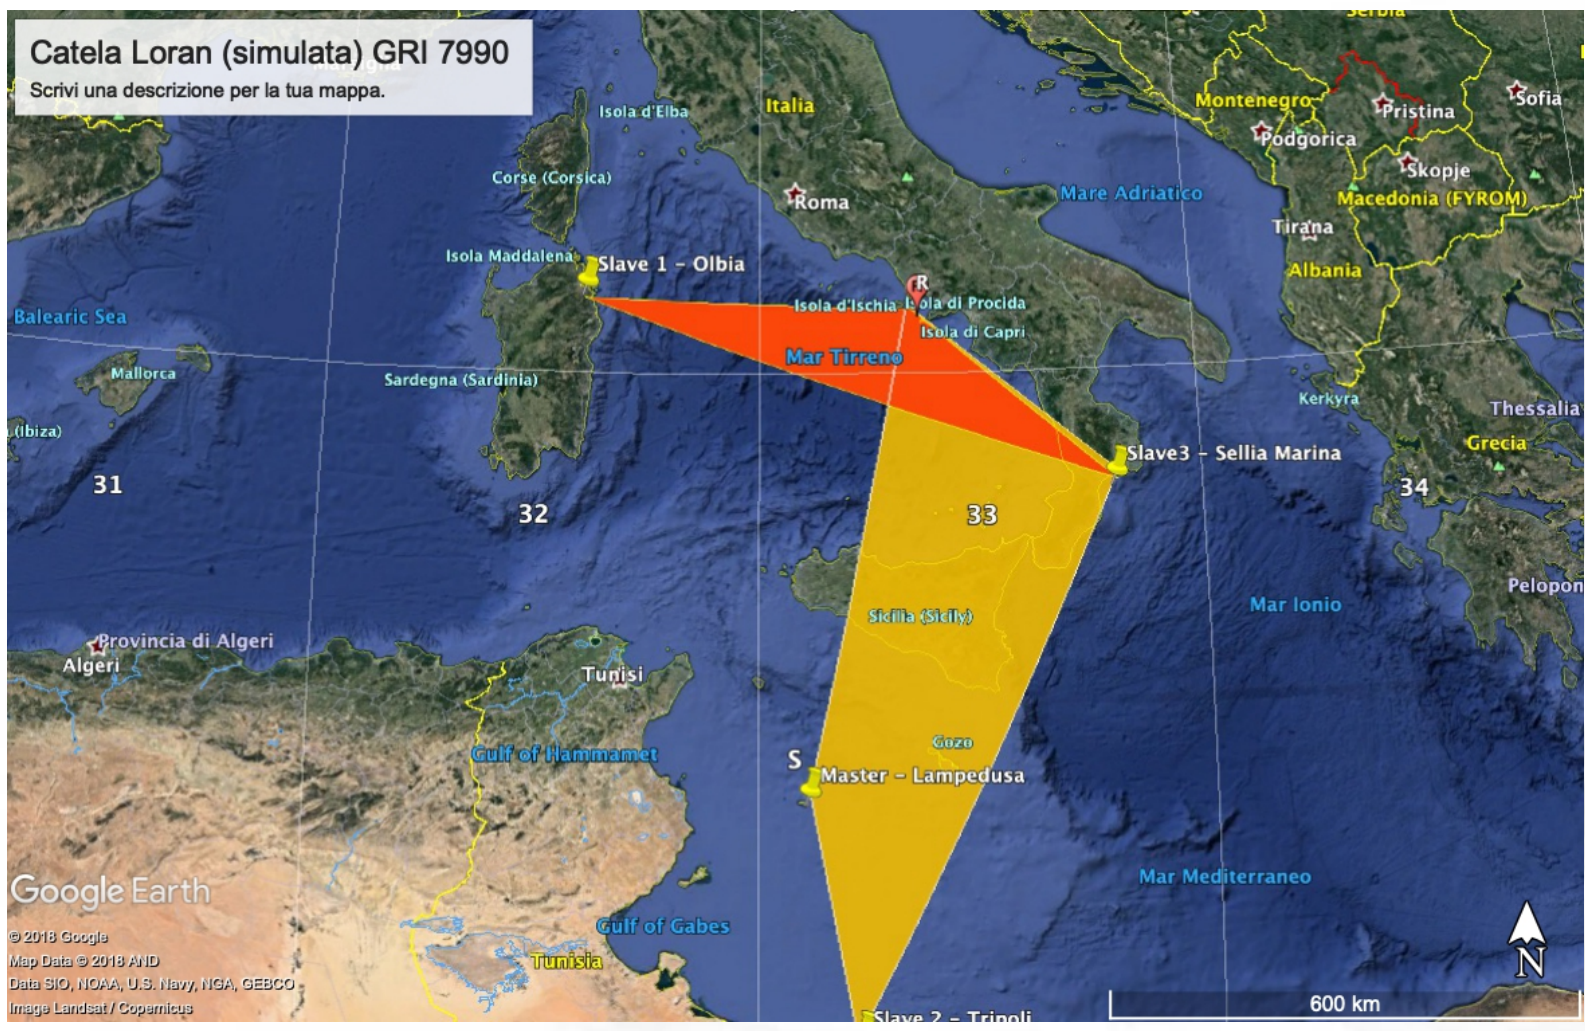 Catela Loran (simulata) GRI 7990
Scrivi una descrizione per la tua mappa.
Serbia
Isola d'Elba
Italia
Montenegro
Pristina
Sofia
Podgorica
Skopje
Corse (Corsica)
Roma
Mare Adriatico
Macedonia (FYROM)
Tirana
Isola Maddalena
Slave 1 - Olbia
Albania
R
Isola d'Ischia
Isola di Procida
Balearic Sea
Isola di Capri
Mar Tirreno
Mallorca
Sardegna (Sardinia)
Kerkyra
Thessalia
(Ibiza)
Grecia
Slave3 - Sellia Marina
31
32
33
34
Pelopon
Mar Ionio
Sicilia (Sicily)
Provincia di Algeri
Algeri
Tunisi
Gulf of Hammamet
Gozo
S
Master - Lampedusa
Mar Mediterraneo
Google Earth
Gulf of Gabes
© 2018 Google
Map Data © 2018 AND
Tunisia
N
Data SIO, NOAA, U.S. Navy, NGA, GEBCO
Image Landsat / Copernicus
600 km
Slave 2 - Tripoli